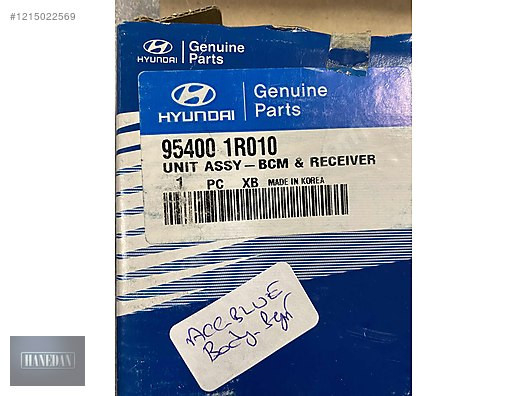 #1215022569
HYUNDAI
Genuine
Parts
HYUNDAI
Genuine
Parts
95400 1R010
UNIT ASSY-BCM & RECEIVER
1 PC XB MADE IN KOREA
ACC-BLUE
Body-Beyn
HANEDAN